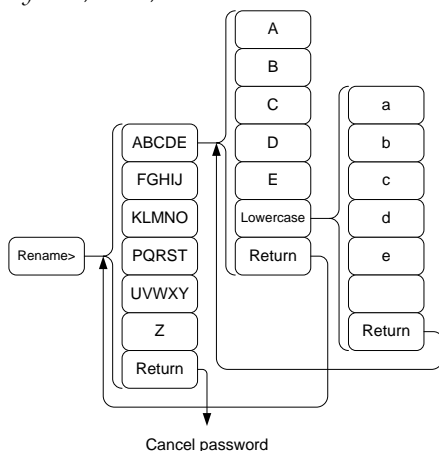 Rename>
ABCDE
FGHIJ
KLMNO
PQRST
UVWXY
Z
Return
A
B
C
D
E
Lowercase
Return
a
b
c
d
e
Return
Cancel password